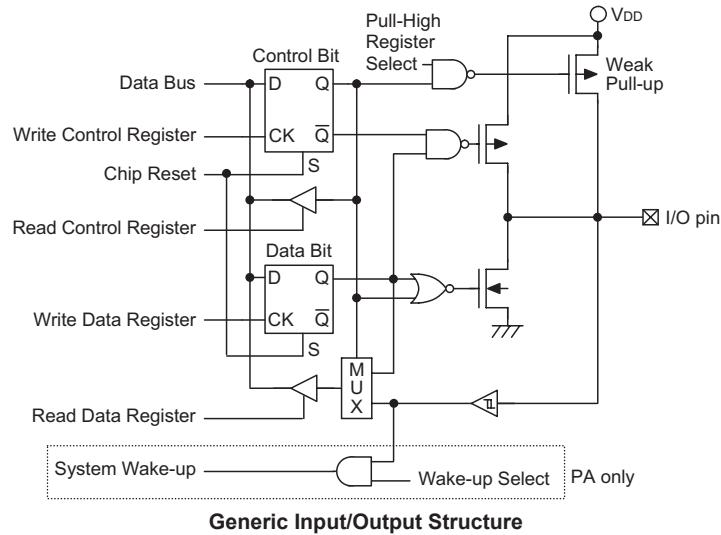 VDD
Pull-High
Register
Select
Control Bit
Weak
Pull-up
Data Bus
D
Q
Write Control Register
CK
Q
Chip Reset
S
I/O pin
Read Control Register
Data Bit
D
Q
Write Data Register
CK
Q
S
M
U
X
Read Data Register
System Wake-up
Wake-up Select
PA only
Generic Input/Output Structure